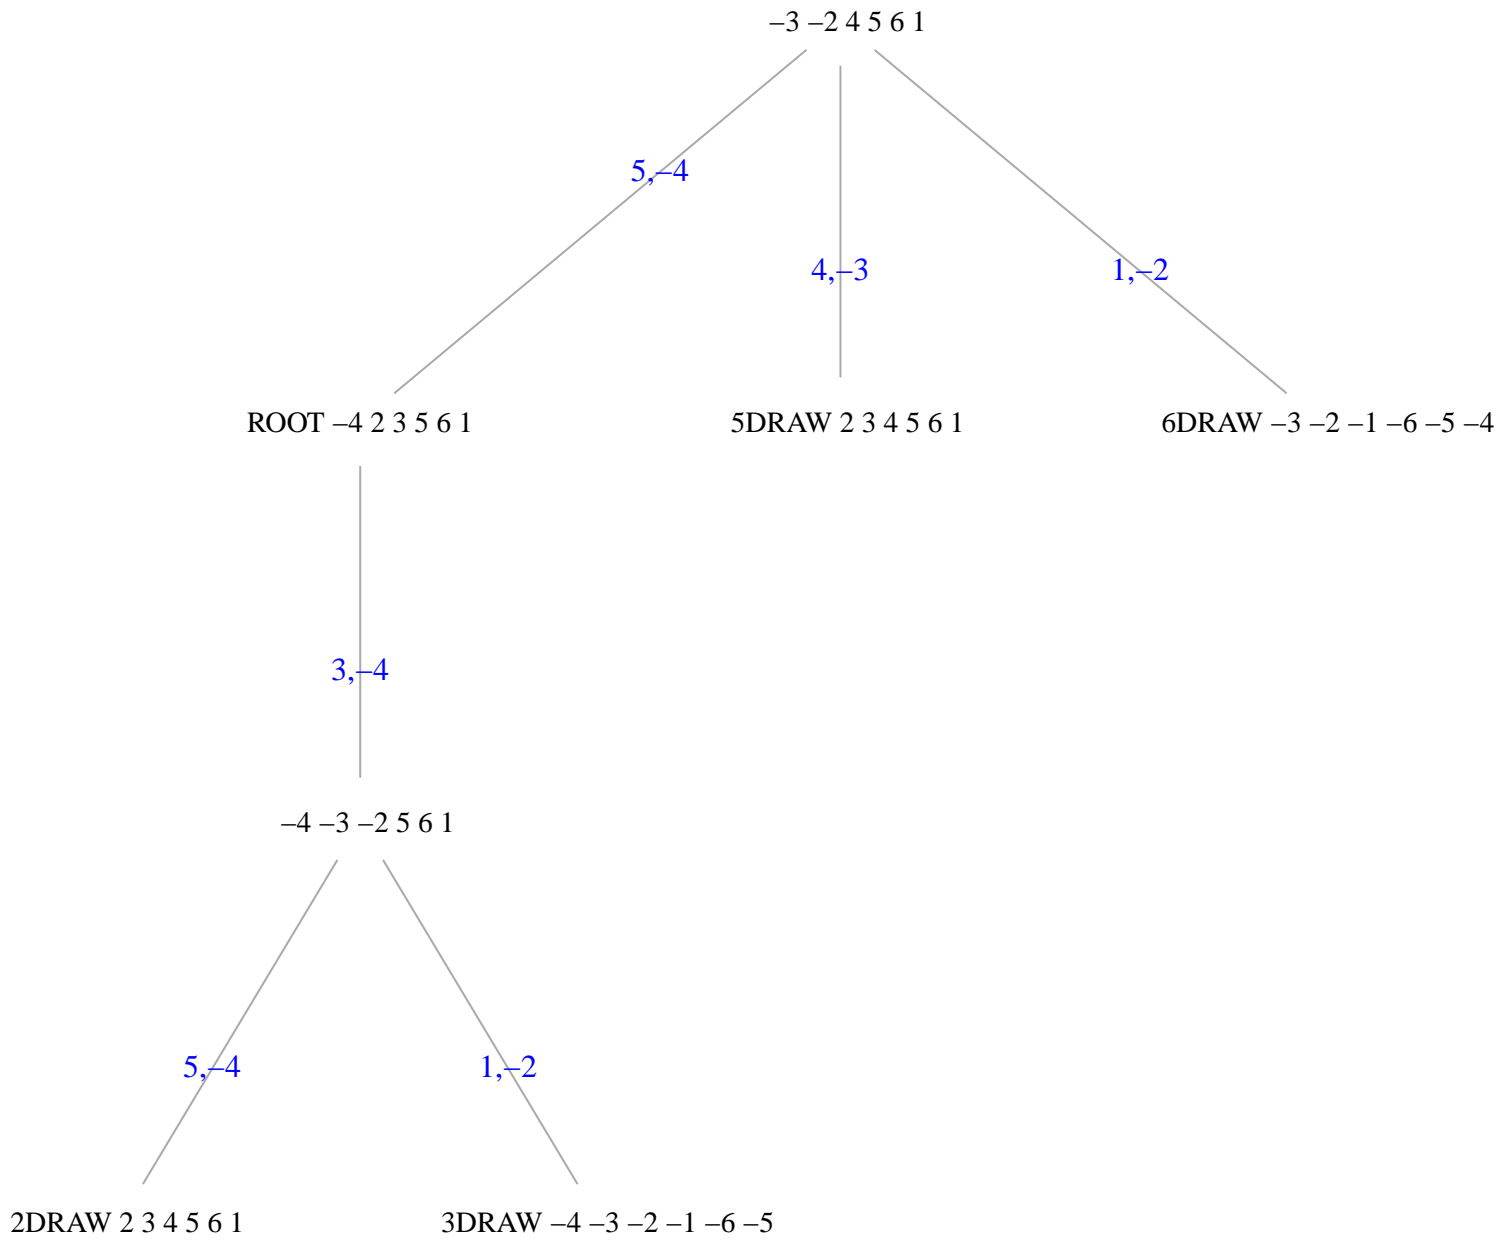 –3 –2 4 5 6 1
5,–4
4,–3
1,–2
ROOT –4 2 3 5 6 1
5DRAW 2 3 4 5 6 1
6DRAW –3 –2 –1 –6 –5 –4
3,–4
–4 –3 –2 5 6 1
5,–4
1,–2
2DRAW 2 3 4 5 6 1
3DRAW –4 –3 –2 –1 –6 –5